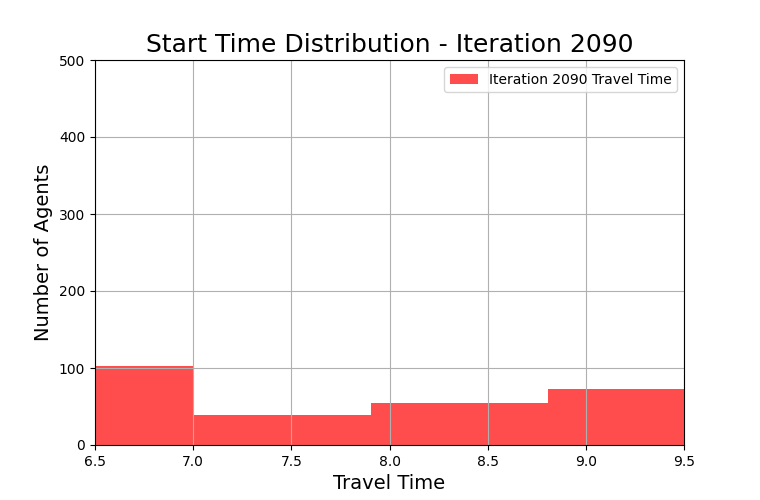 Start Time Distribution - Iteration 2090
500
Iteration 2090 Travel Time
400
300
200
100
0
Number of Agents
6.5 7.0 7.5 8.0 8.5 9.0 9.5
Travel Time